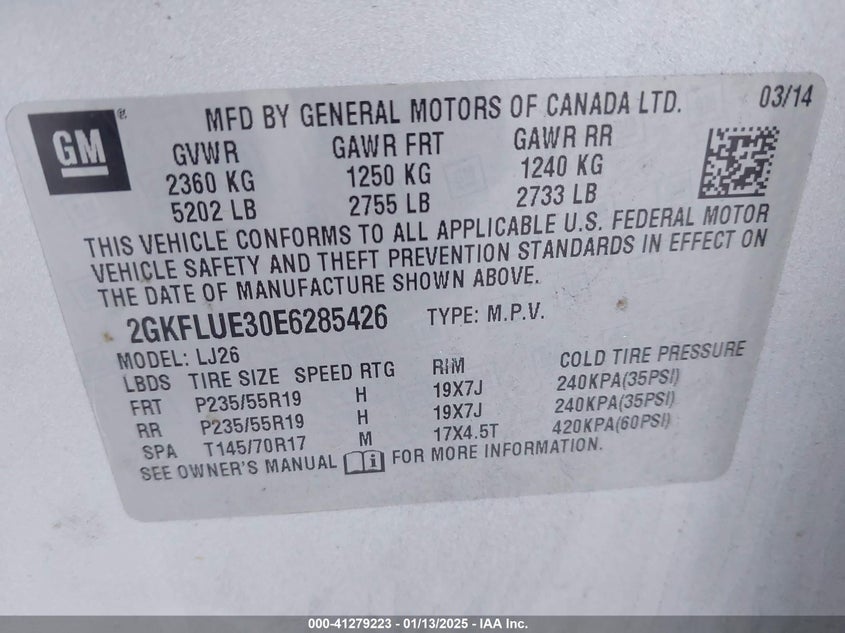 GM ®
MFD BY GENERAL MOTORS OF CANADA LTD. 03/14
GVWR GAWR FRT GAWR RR
2360 KG 1250 KG 1240 KG
5202 LB 2755 LB 2733 LB
THIS VEHICLE CONFORMS TO ALL APPLICABLE U.S. FEDERAL MOTOR
VEHICLE SAFETY AND THEFT PREVENTION STANDARDS IN EFFECT ON
THE DATE OF MANUFACTURE SHOWN ABOVE.
2GKFLUE30E6285426 TYPE: M.P.V.
MODEL: LJ26
LBDS TIRE SIZE SPEED RTG RIM COLD TIRE PRESSURE
FRT P235/55R19 H 19X7J 240KPA(35PSI)
RR P235/55R19 H 19X7J 240KPA(35PSI)
SPA T145/70R17 M 17X4.5T 420KPA(60PSI)
SEE OWNER'S MANUAL FOR MORE INFORMATION.
000-41279223 - 01/13/2025 - IAA Inc.